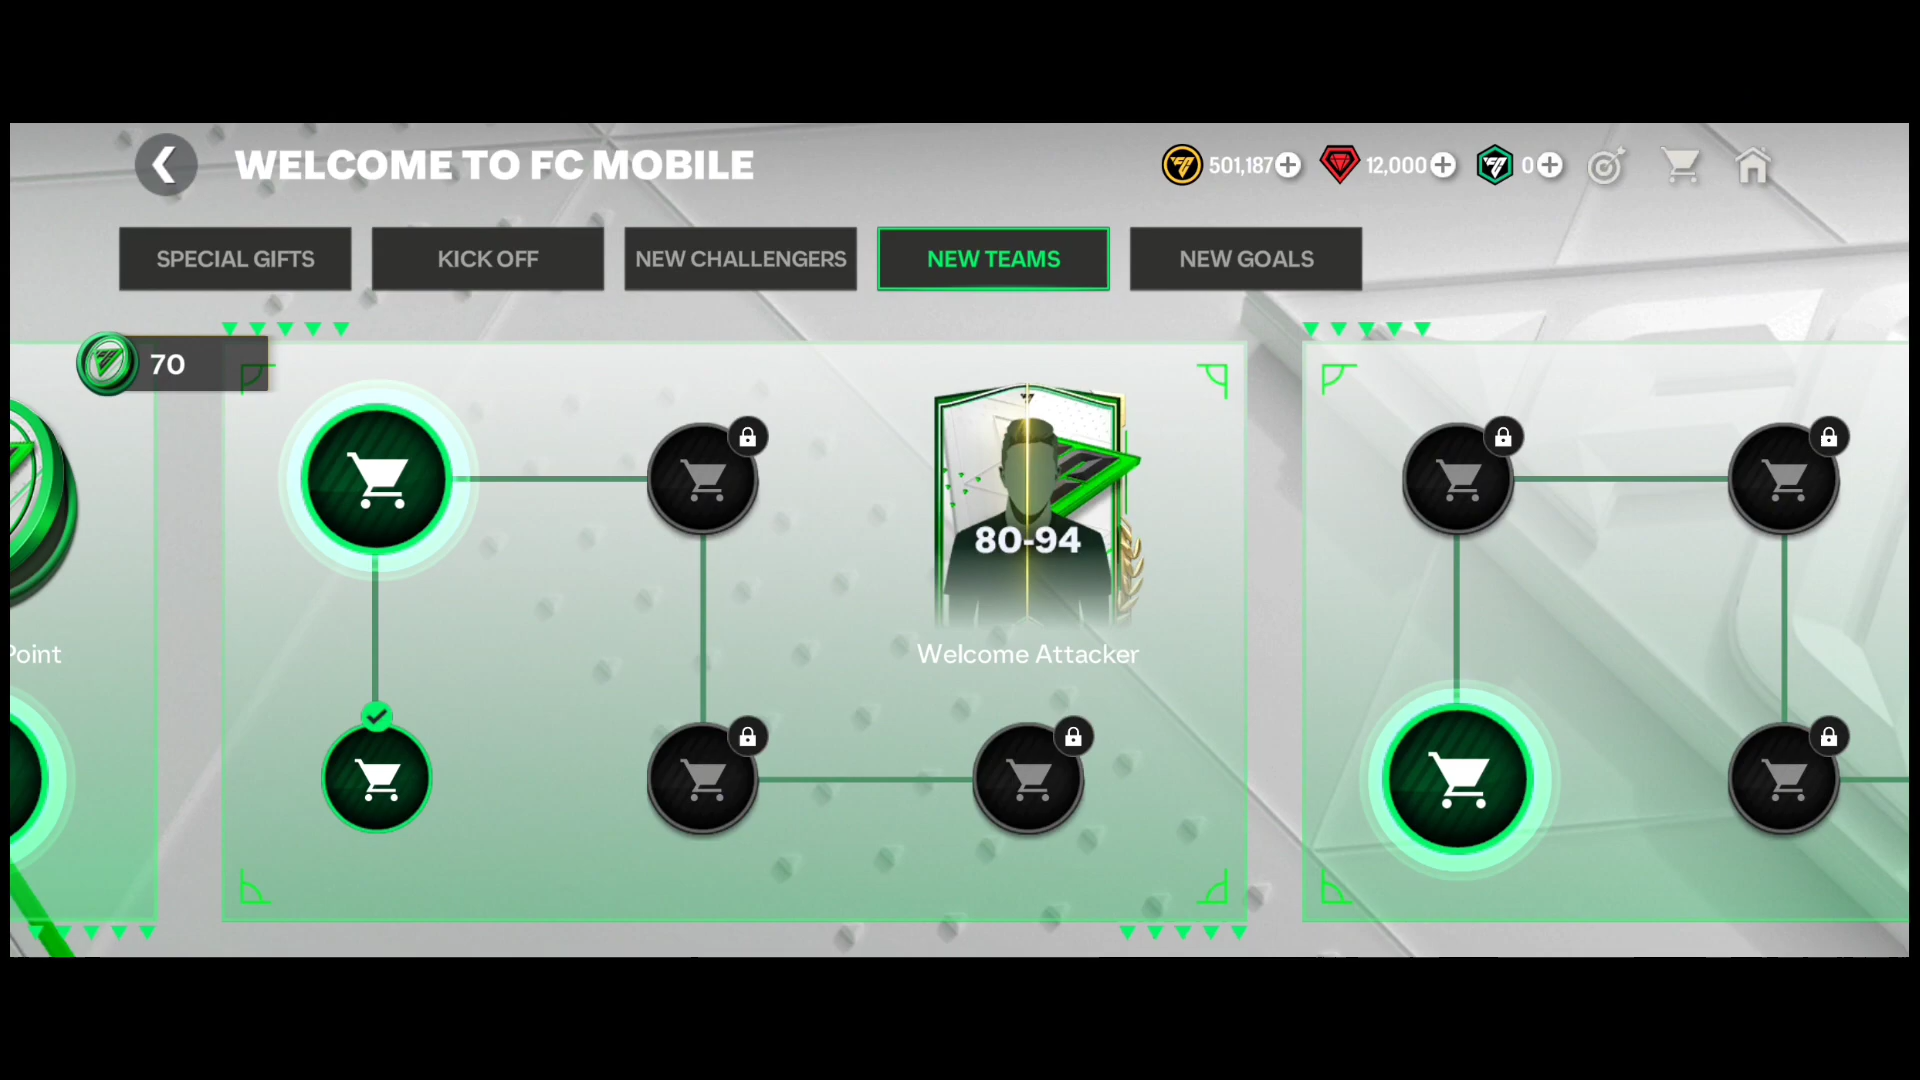 WELCOME TO FC MOBILE
501,187
12,000
0
SPECIAL GIFTS
KICK OFF
NEW CHALLENGERS
NEW TEAMS
NEW GOALS
70
80-94
Point
Welcome Attacker